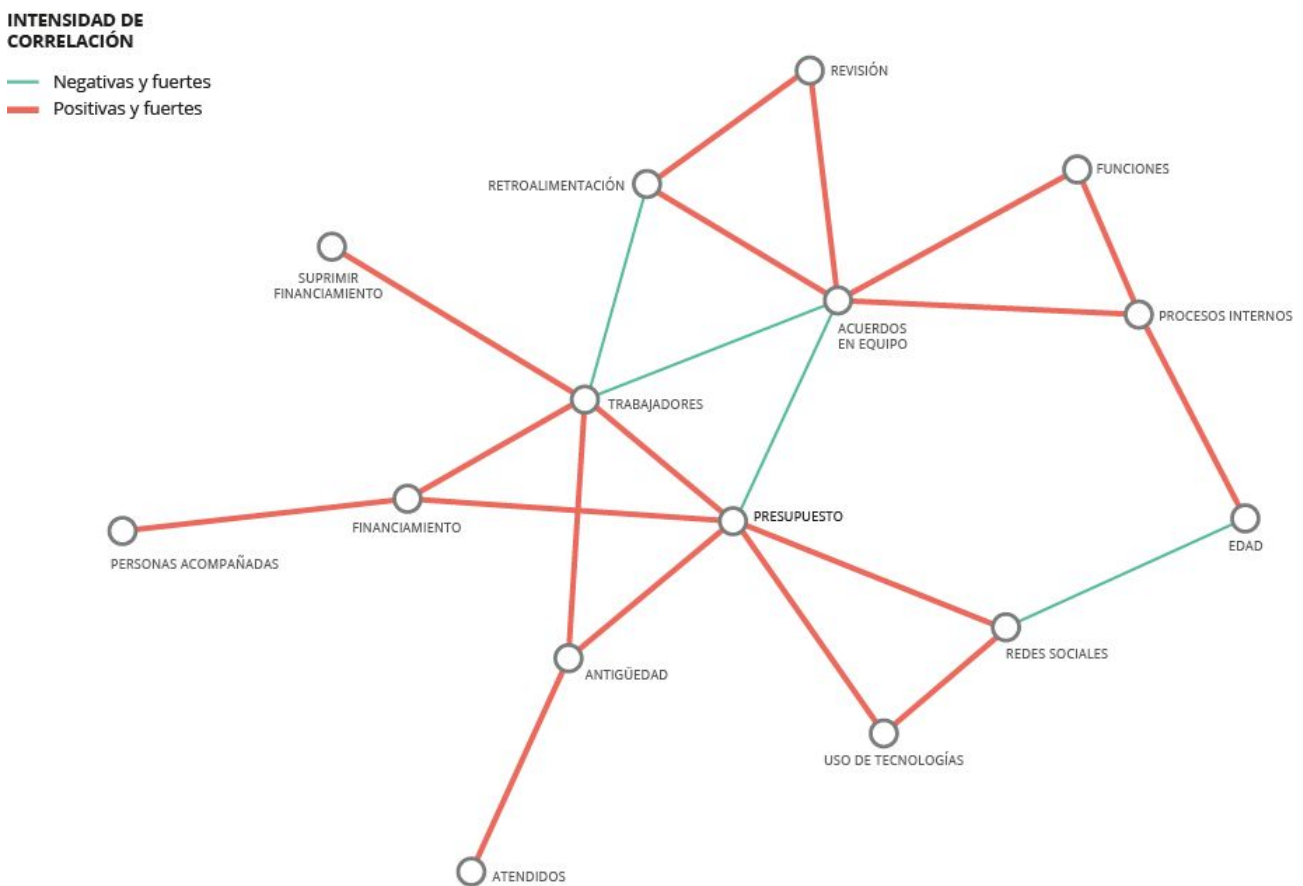 INTENSIDAD DE
CORRELACIÓN
Negativas y fuertes
Positivas y fuertes
REVISIÓN
RETROALIMENTACIÓN
FUNCIONES
SUPRIMIR
FINANCIAMIENTO
PROCESOS INTERNOS
ACUERDOS
EN EQUIPO
TRABAJADORES
PRESUPUESTO
FINANCIAMIENTO
EDAD
PERSONAS ACOMPAÑADAS
REDES SOCIALES
ANTIGÜEDAD
USO DE TECNOLOGÍAS
ATENDIDOS